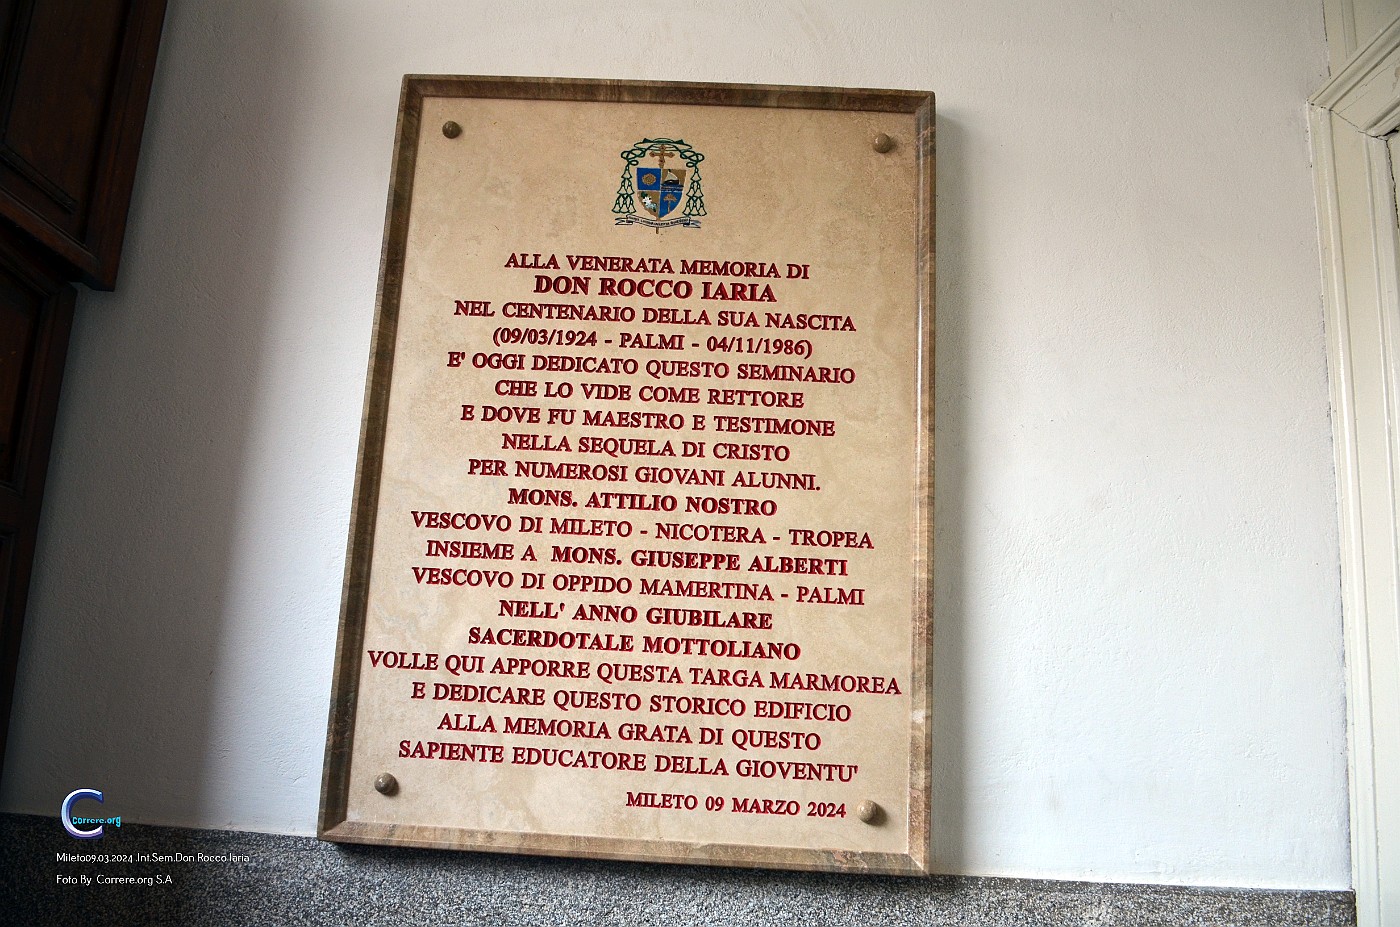 ALLA VENERATA MEMORIA DI
DON ROCCO IARIA
NEL CENTENARIO DELLA SUA NASCITA
(09/03/1924 - PALMI - 04/11/1986)
E' OGGI DEDICATO QUESTO SEMINARIO
CHE LO VIDE COME RETTORE
E DOVE FU MAESTRO E TESTIMONE
NELLA SEQUELA DI CRISTO
PER NUMEROSI GIOVANI ALUNNI.
MONS. ATTILIO NOSTRO
VESCOVO DI MILETO - NICOTERA - TROPEA
INSIEME A MONS. GIUSEPPE ALBERTI
VESCOVO DI OPPIDO MAMERTINA - PALMI
NELL' ANNO GIUBILARE
SACERDOTALE MOTTOLIANO
VOLLE QUI APPORRE QUESTA TARGA MARMOREA
E DEDICARE QUESTO STORICO EDIFICIO
ALLA MEMORIA GRATA DI QUESTO
SAPIENTE EDUCATORE DELLA GIOVENTU'
MILETO 09 MARZO 2024
C
Correre.org
Mileto09.03.2024 .Int.Sem.Don Rocco Iaria
Foto By Correre.org S.A